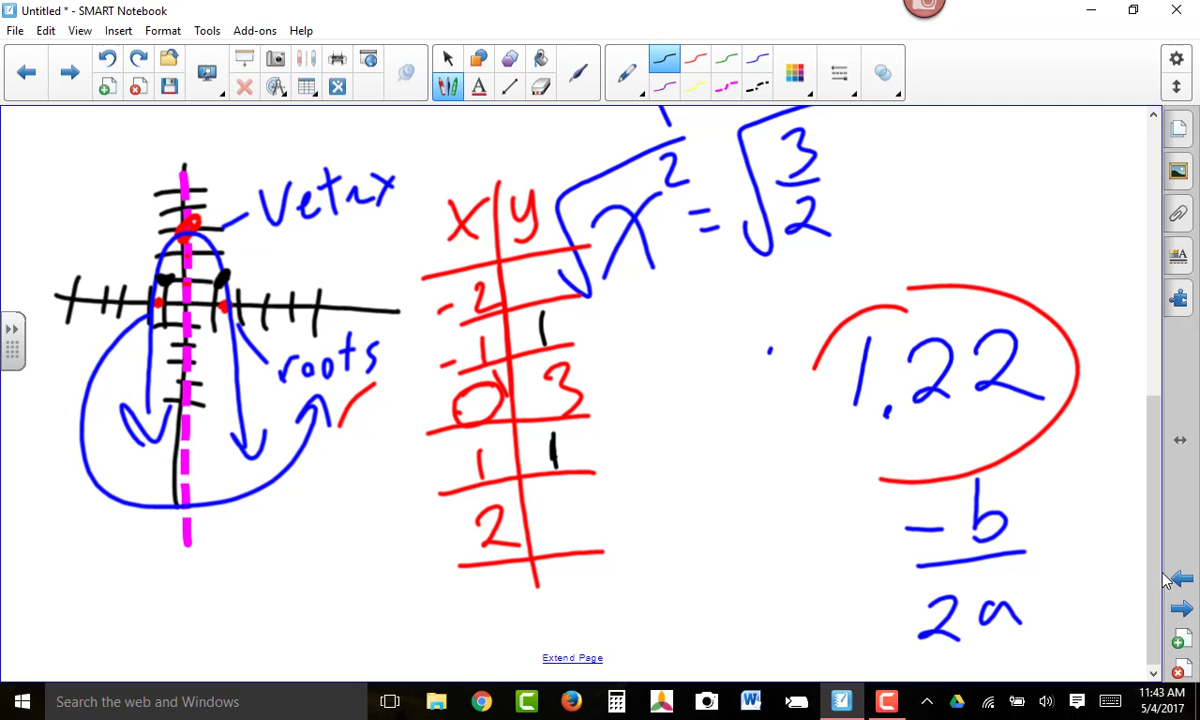 Untitled * - SMART Notebook
File Edit View Insert Format Tools Add-ons Help
x² = √3/2
√
Vetrx
roots
x y
-2
-1 1
0 3
1 1
2
1.22
-b
2a
Extend Page
Search the web and Windows
11:43 AM
5/4/2017